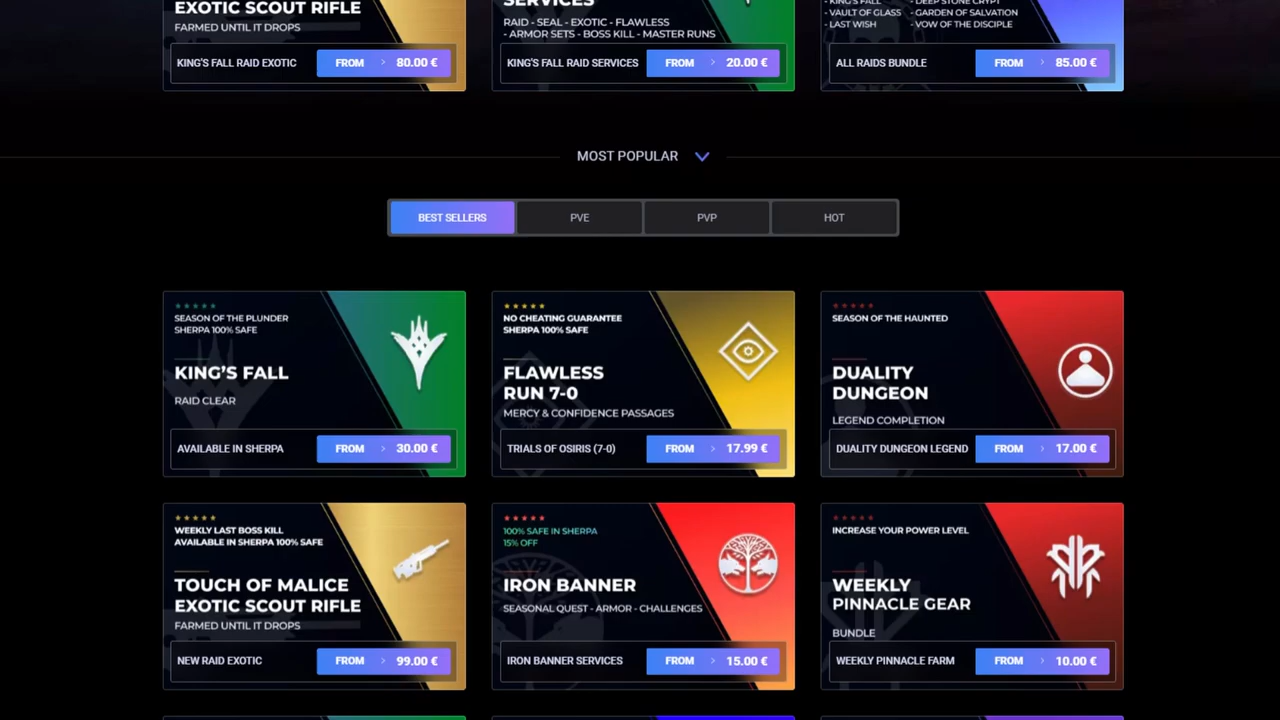 EXOTIC SCOUT RIFLE
FARMED UNTIL IT DROPS
KING'S FALL RAID EXOTIC
FROM > 80.00 €
SERVICES
RAID - SEAL - EXOTIC - FLAWLESS
- ARMOR SETS - BOSS KILL - MASTER RUNS
KING'S FALL RAID SERVICES
FROM > 20.00 €
- KING'S FALL - DEEP STONE CRYPT
- VAULT OF GLASS - GARDEN OF SALVATION
- LAST WISH - VOW OF THE DISCIPLE
ALL RAIDS BUNDLE
FROM > 85.00 €
MOST POPULAR
BEST SELLERS
PVE
PVP
HOT
SEASON OF THE PLUNDER
SHERPA 100% SAFE
KING'S FALL
RAID CLEAR
AVAILABLE IN SHERPA
FROM > 30.00 €
NO CHEATING GUARANTEE
SHERPA 100% SAFE
FLAWLESS
RUN 7-0
MERCY & CONFIDENCE PASSAGES
TRIALS OF OSIRIS (7-0)
FROM > 17.99 €
SEASON OF THE HAUNTED
DUALITY
DUNGEON
LEGEND COMPLETION
DUALITY DUNGEON LEGEND
FROM > 17.00 €
WEEKLY LAST BOSS KILL
AVAILABLE IN SHERPA 100% SAFE
TOUCH OF MALICE
EXOTIC SCOUT RIFLE
FARMED UNTIL IT DROPS
NEW RAID EXOTIC
FROM > 99.00 €
100% SAFE IN SHERPA
15% OFF
IRON BANNER
SEASONAL QUEST - ARMOR - CHALLENGES
IRON BANNER SERVICES
FROM > 15.00 €
INCREASE YOUR POWER LEVEL
WEEKLY
PINNACLE GEAR
BUNDLE
WEEKLY PINNACLE FARM
FROM > 10.00 €